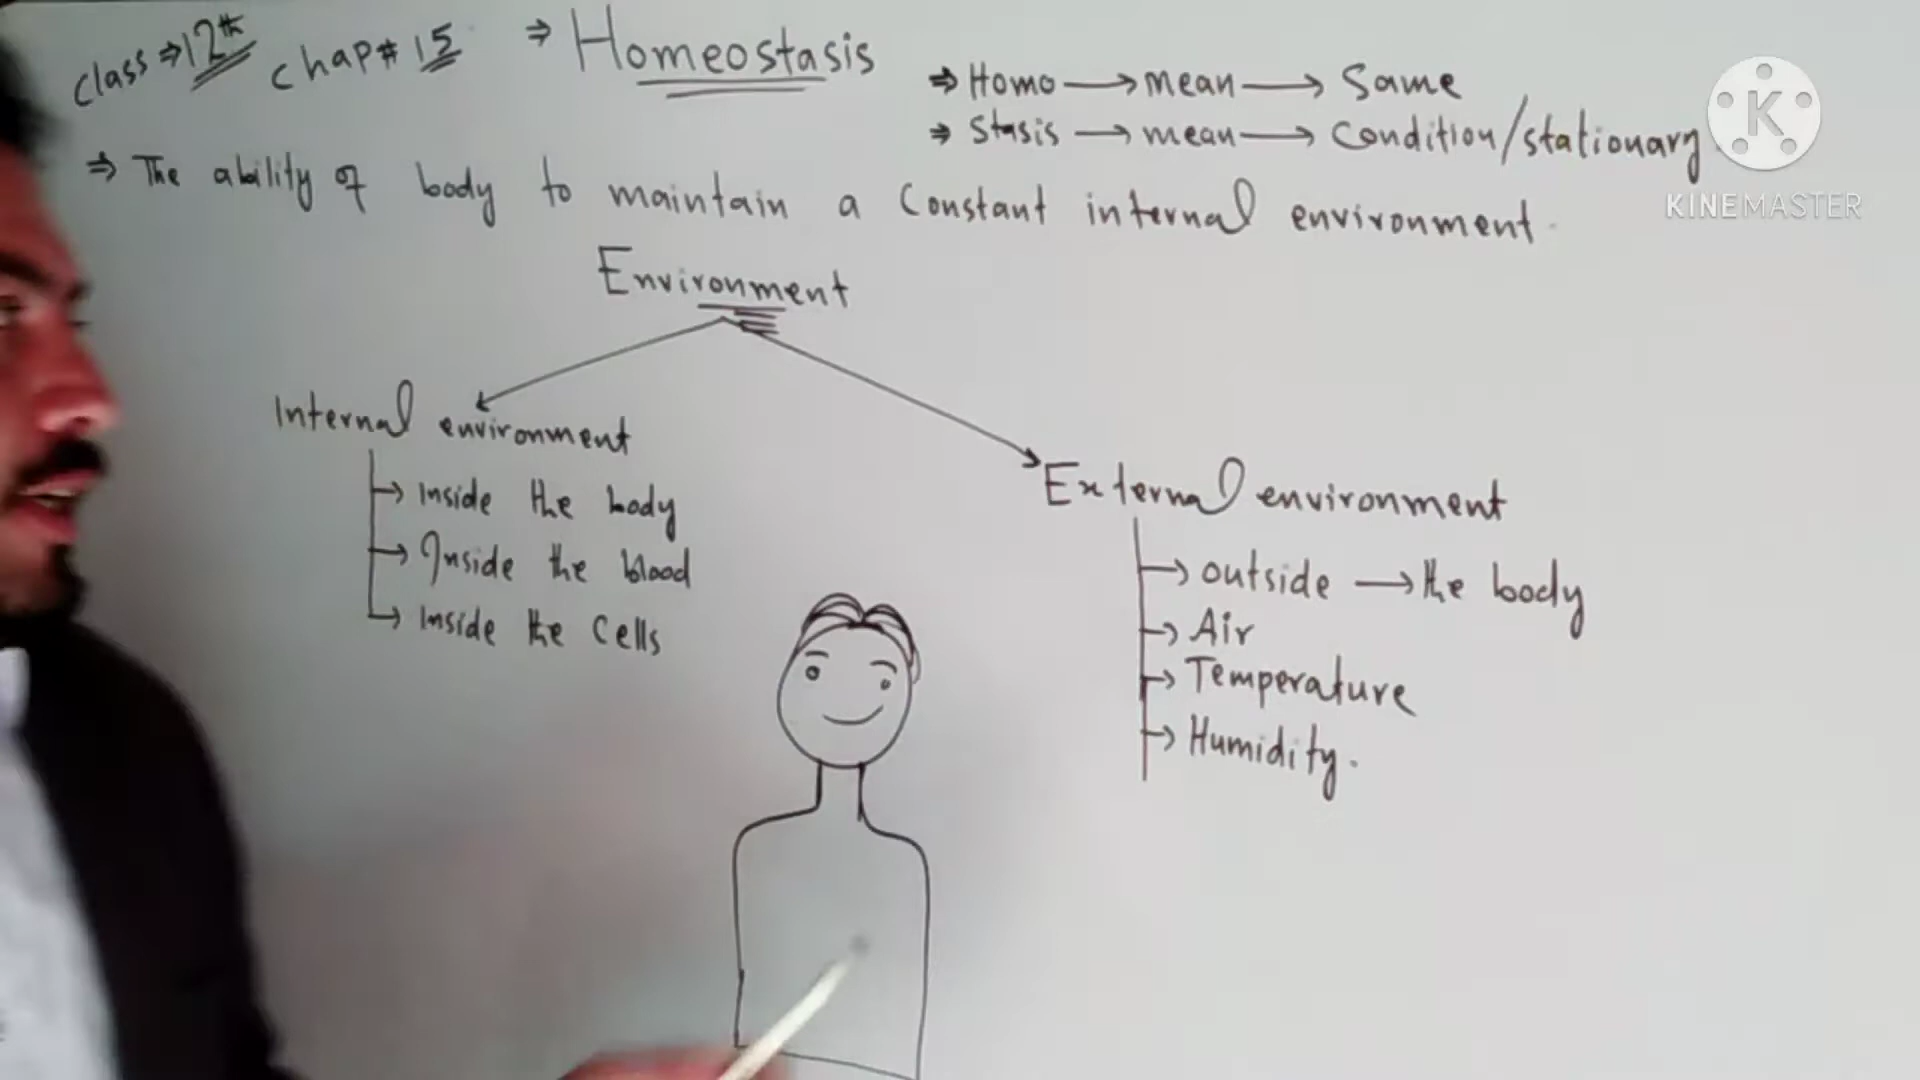 Class ⇒ 12th Chap # 15 ⇒ Homeostasis
⇒ Homo → mean → Same
⇒ Stasis → mean → Condition/stationary
⇒ The ability of body to maintain a Constant internal environment.
Environment
Internal environment
→ Inside the body
→ Inside the blood
→ Inside the Cells
External environment
→ outside → the body
→ Air
→ Temperature
→ Humidity.
K
KINEMASTER